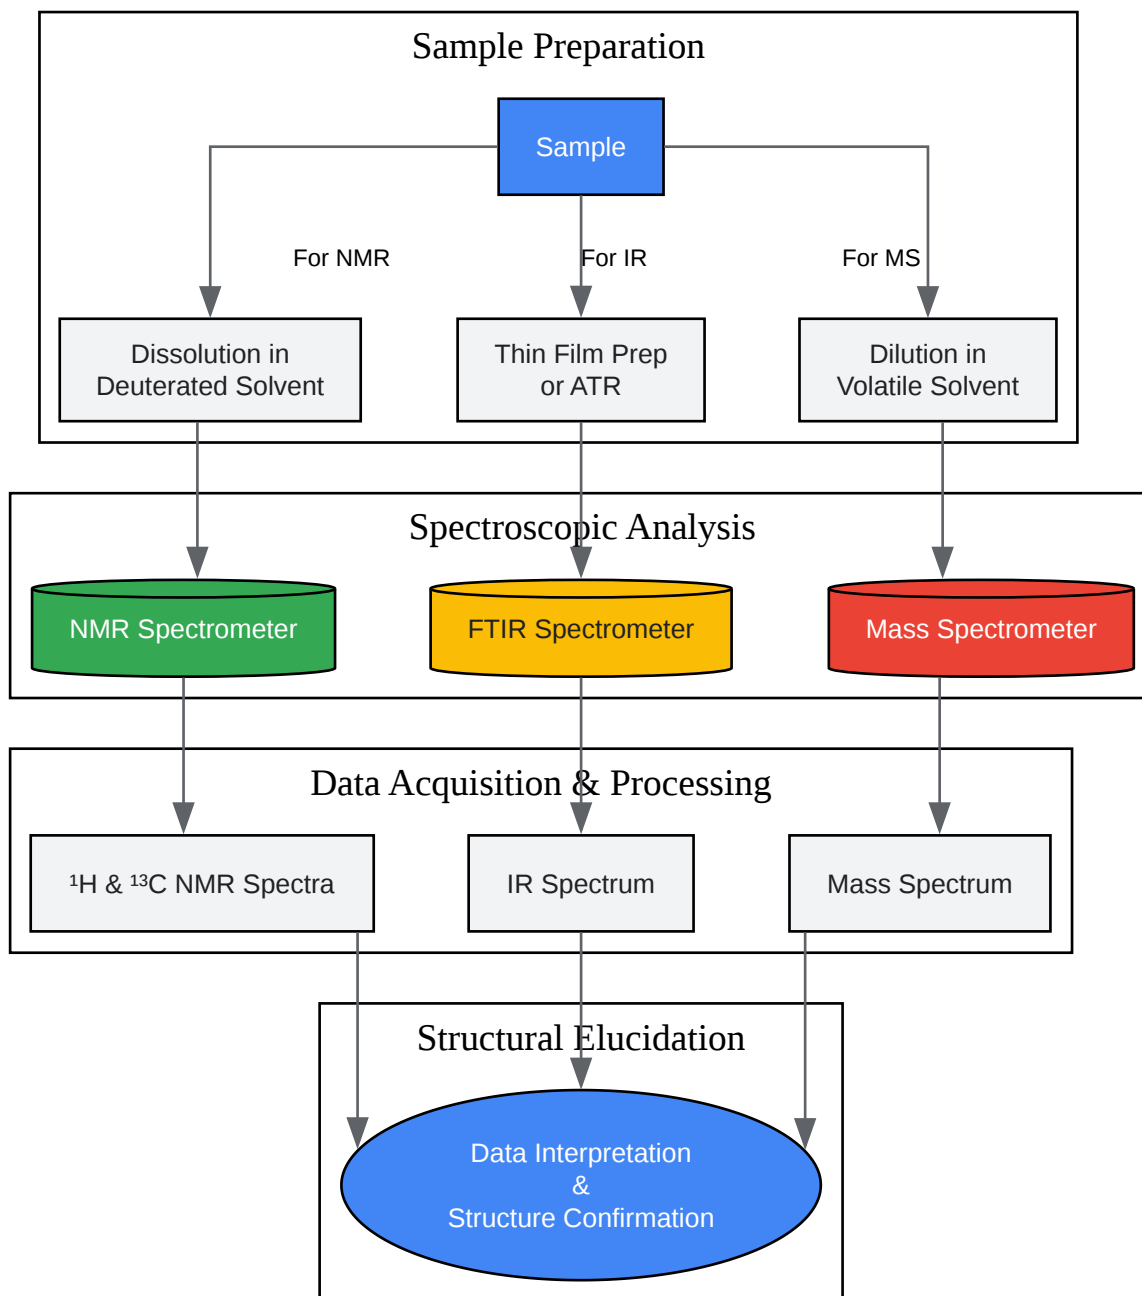 Sample Preparation
Sample
For NMR
For IR
For MS
Dissolution in
Deuterated Solvent
Thin Film Prep
or ATR
Dilution in
Volatile Solvent
Spectroscopic Analysis
NMR Spectrometer
FTIR Spectrometer
Mass Spectrometer
Data Acquisition & Processing
¹H & ¹³C NMR Spectra
IR Spectrum
Mass Spectrum
Structural Elucidation
Data Interpretation
&
Structure Confirmation